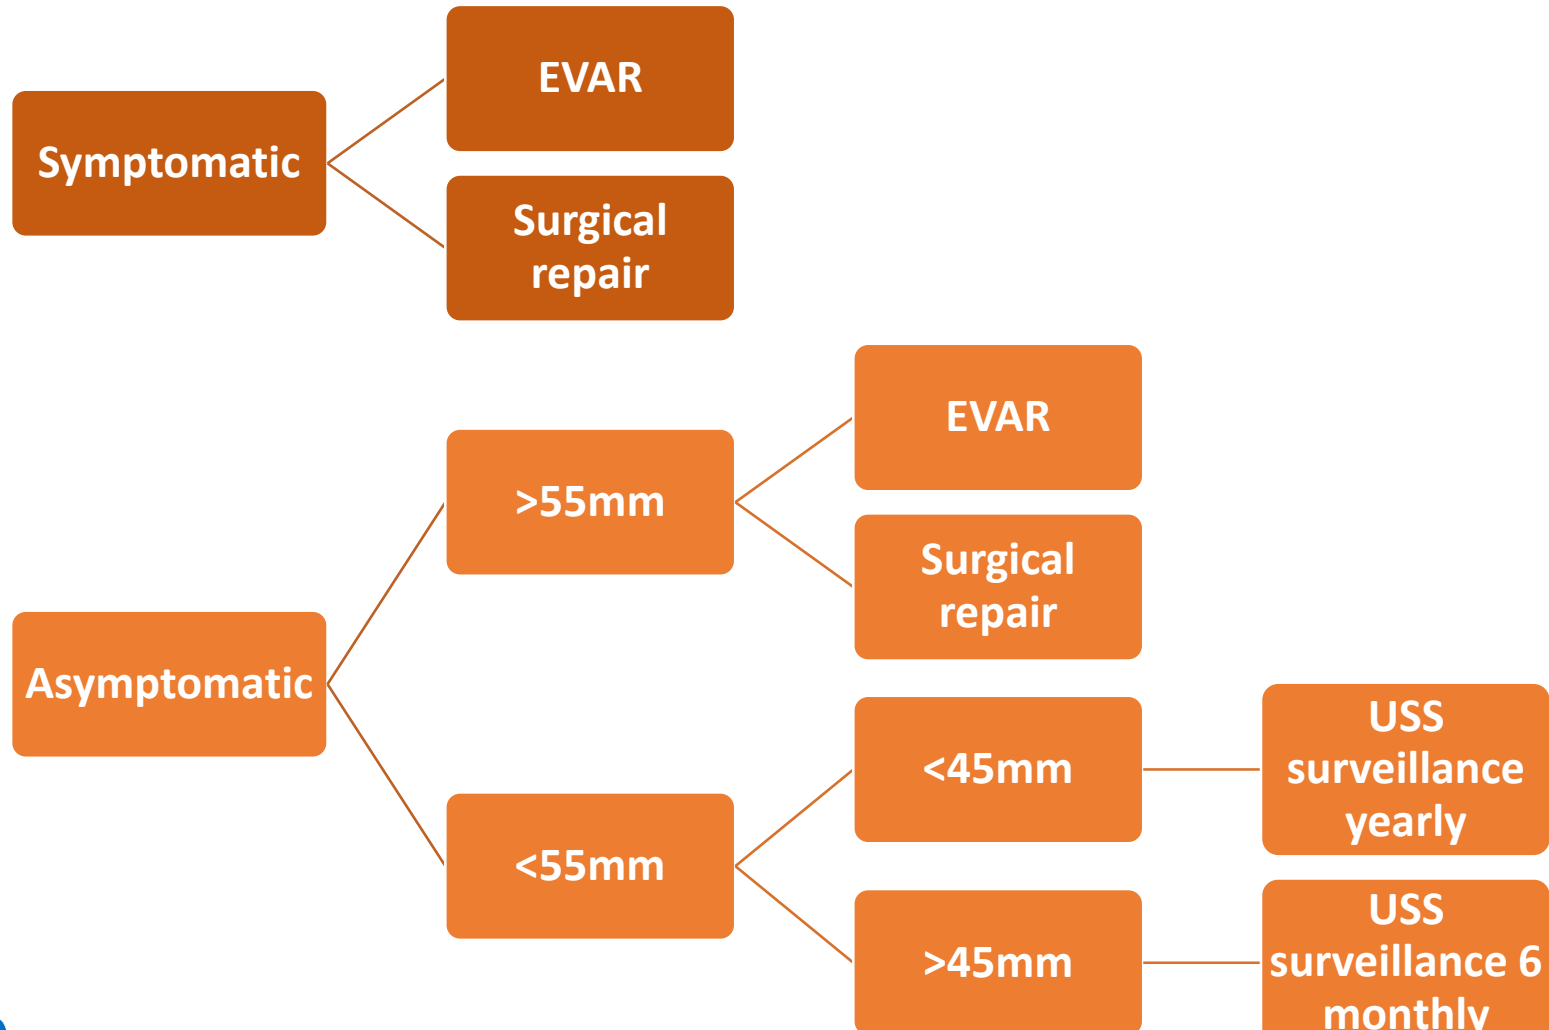 Symptomatic
EVAR
Surgical
repair
Asymptomatic
>55mm
EVAR
Surgical
repair
<55mm
<45mm
USS
surveillance
yearly
>45mm
USS
surveillance 6
monthly